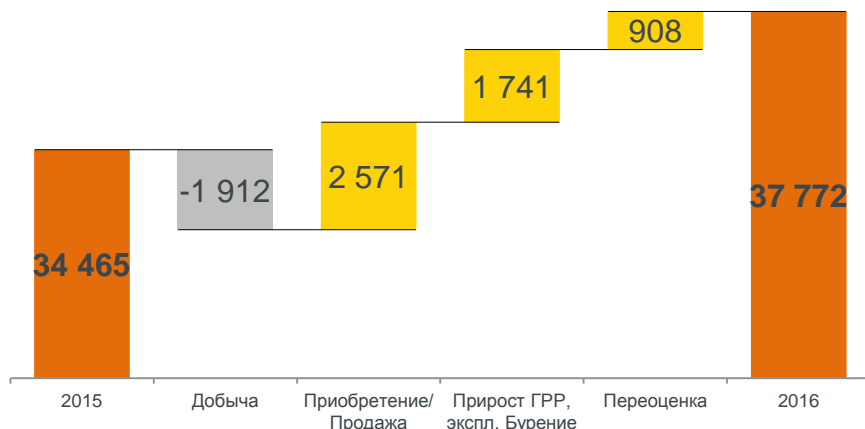 908
1 741
2 571
-1 912
37 772
34 465
2015
Добыча
Приобретение/
Продажа
Прирост ГРР,
экспл. Бурение
Переоценка
2016